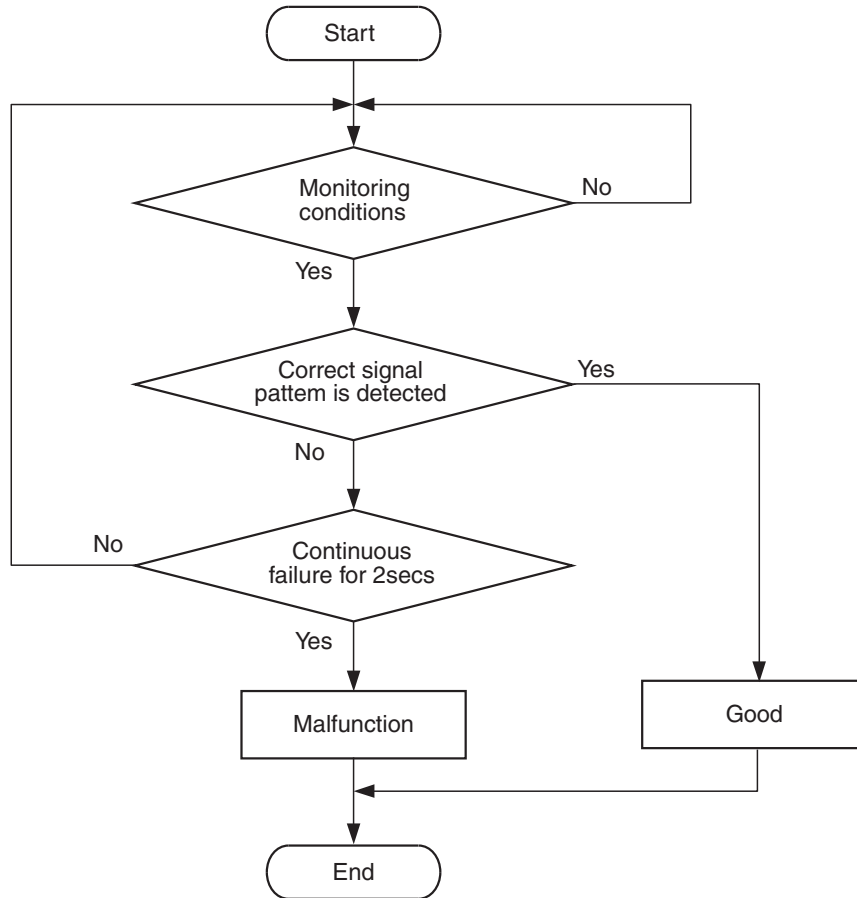 Start
Monitoring
conditions
No
Yes
Correct signal
pattem is detected
Yes
No
Continuous
failure for 2secs
No
Yes
Malfunction
Good
End